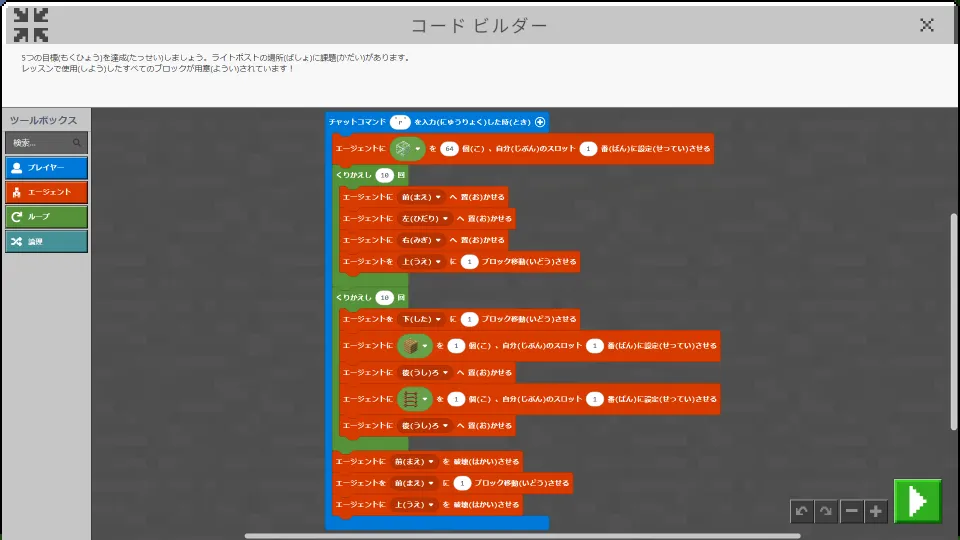 コード ビルダー
5つの目標(もくひょう)を達成(たっせい)しましょう。ライトポストの場所(ばしょ)に課題(かだい)があります。
レッスンで使用(しよう)したすべてのブロックが用意(ようい)されています！
ツールボックス
検索...
プレイヤー
エージェント
ループ
論理
チャットコマンド "r" を入力(にゅうりょく)した時(とき)
エージェントに を 64 個(こ) 、自分(じぶん)のスロット 1 番(ばん)に設定(せってい)させる
くりかえし 10 回
エージェントに 前(まえ) へ 置(お)かせる
エージェントに 左(ひだり) へ 置(お)かせる
エージェントに 右(みぎ) へ 置(お)かせる
エージェントを 上(うえ) に 1 ブロック移動(いどう)させる
くりかえし 10 回
エージェントを 下(した) に 1 ブロック移動(いどう)させる
エージェントに を 1 個(こ) 、自分(じぶん)のスロット 1 番(ばん)に設定(せってい)させる
エージェントに 後(うし)ろ へ 置(お)かせる
エージェントに を 1 個(こ) 、自分(じぶん)のスロット 1 番(ばん)に設定(せってい)させる
エージェントに 後(うし)ろ へ 置(お)かせる
エージェントに 前(まえ) を 破壊(はかい)させる
エージェントを 前(まえ) に 1 ブロック移動(いどう)させる
エージェントに 上(うえ) を 破壊(はかい)させる